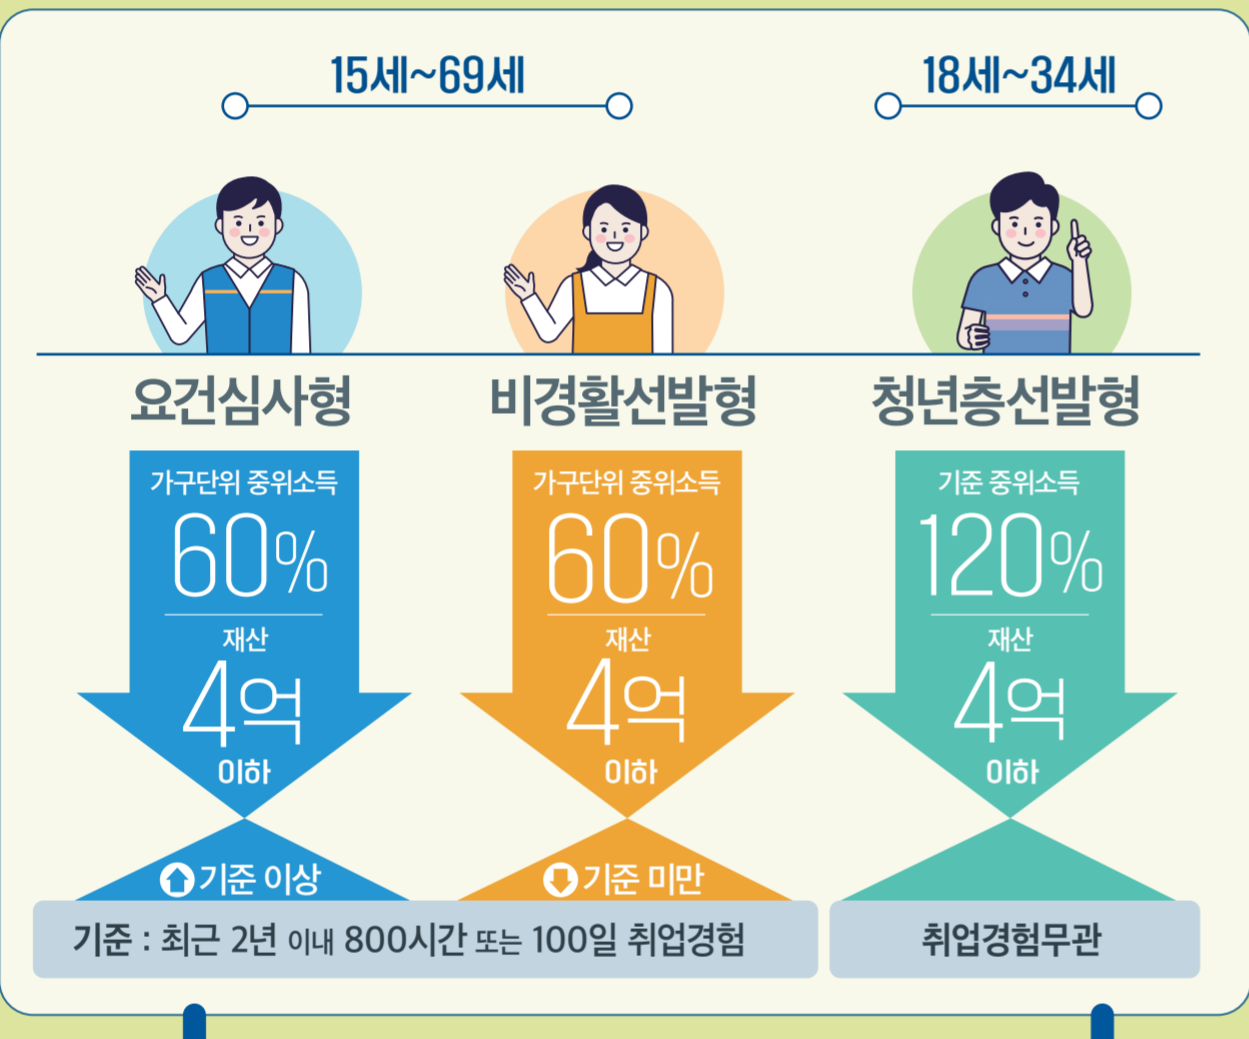 15세~69세
18세~34세
요건심사형
비경활선발형
청년층선발형
가구단위 중위소득
60%
재산
4억
이하
가구단위 중위소득
60%
재산
4억
이하
기준 중위소득
120%
재산
4억
이하
기준 이상
기준 미만
기준 : 최근 2년 이내 800시간 또는 100일 취업경험
취업경험무관